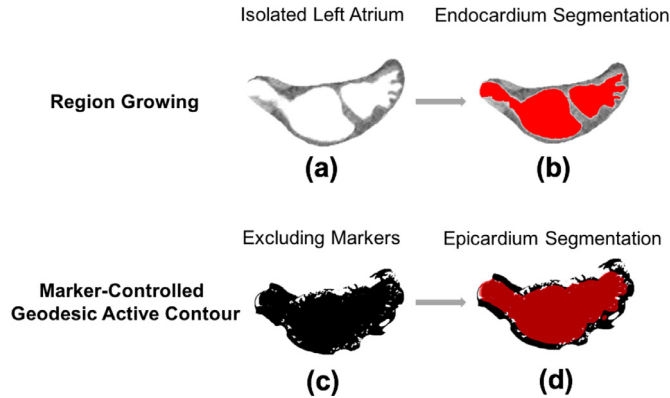 Isolated Left Atrium
Endocardium Segmentation
Region Growing
(a)
(b)
Excluding Markers
Epicardium Segmentation
Marker-Controlled
Geodesic Active Contour
(c)
(d)